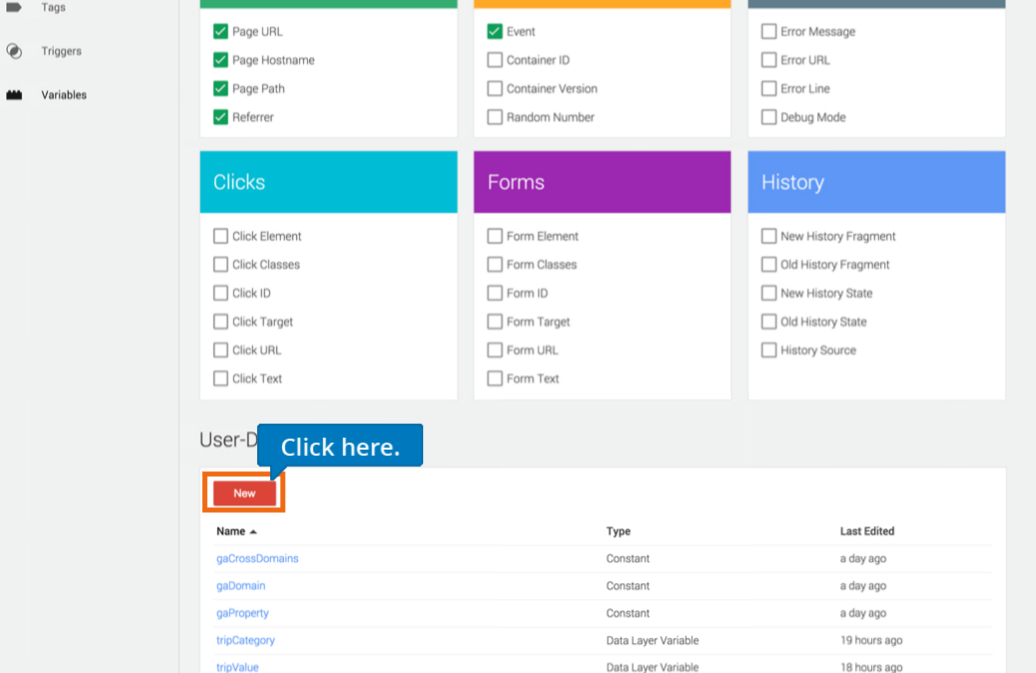 Tags
Triggers
Variables
Page URL
Page Hostname
Page Path
Referrer
Event
Container ID
Container Version
Random Number
Error Message
Error URL
Error Line
Debug Mode
Clicks
Click Element
Click Classes
Click ID
Click Target
Click URL
Click Text
Forms
Form Element
Form Classes
Form ID
Form Target
Form URL
Form Text
History
New History Fragment
Old History Fragment
New History State
Old History State
History Source
User-D
Click here.
New
Name Type Last Edited
gaCrossDomains Constant a day ago
gaDomain Constant a day ago
gaProperty Constant a day ago
tripCategory Data Layer Variable 19 hours ago
tripValue Data Layer Variable 18 hours ago